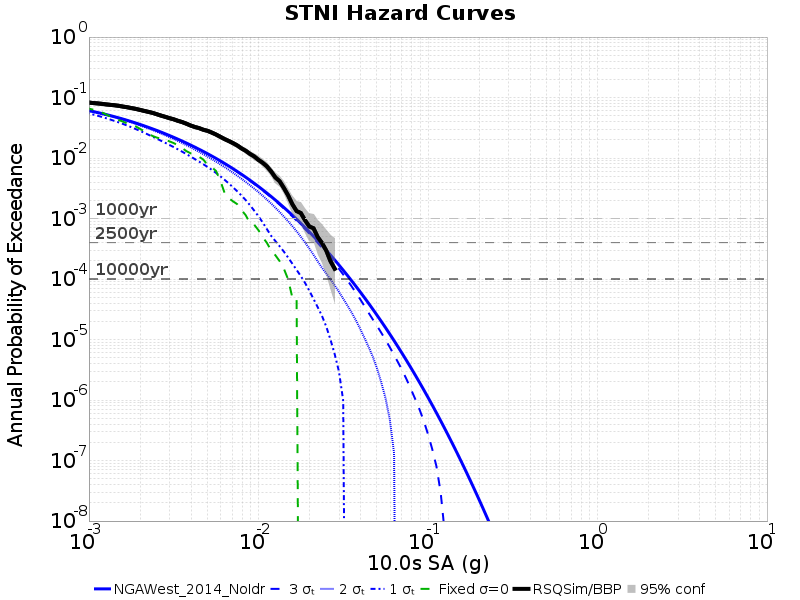 STNI Hazard Curves
Annual Probability of Exceedance
10^0
10^-1
10^-2
10^-3
10^-4
10^-5
10^-6
10^-7
10^-8
1000yr
2500yr
10000yr
10^-3 10^-2 10^-1 10^0 10^1
10.0s SA (g)
NGAWest_2014_NoIdr 3 σₜ 2 σₜ 1 σₜ Fixed σ=0 RSQSim/BBP 95% conf